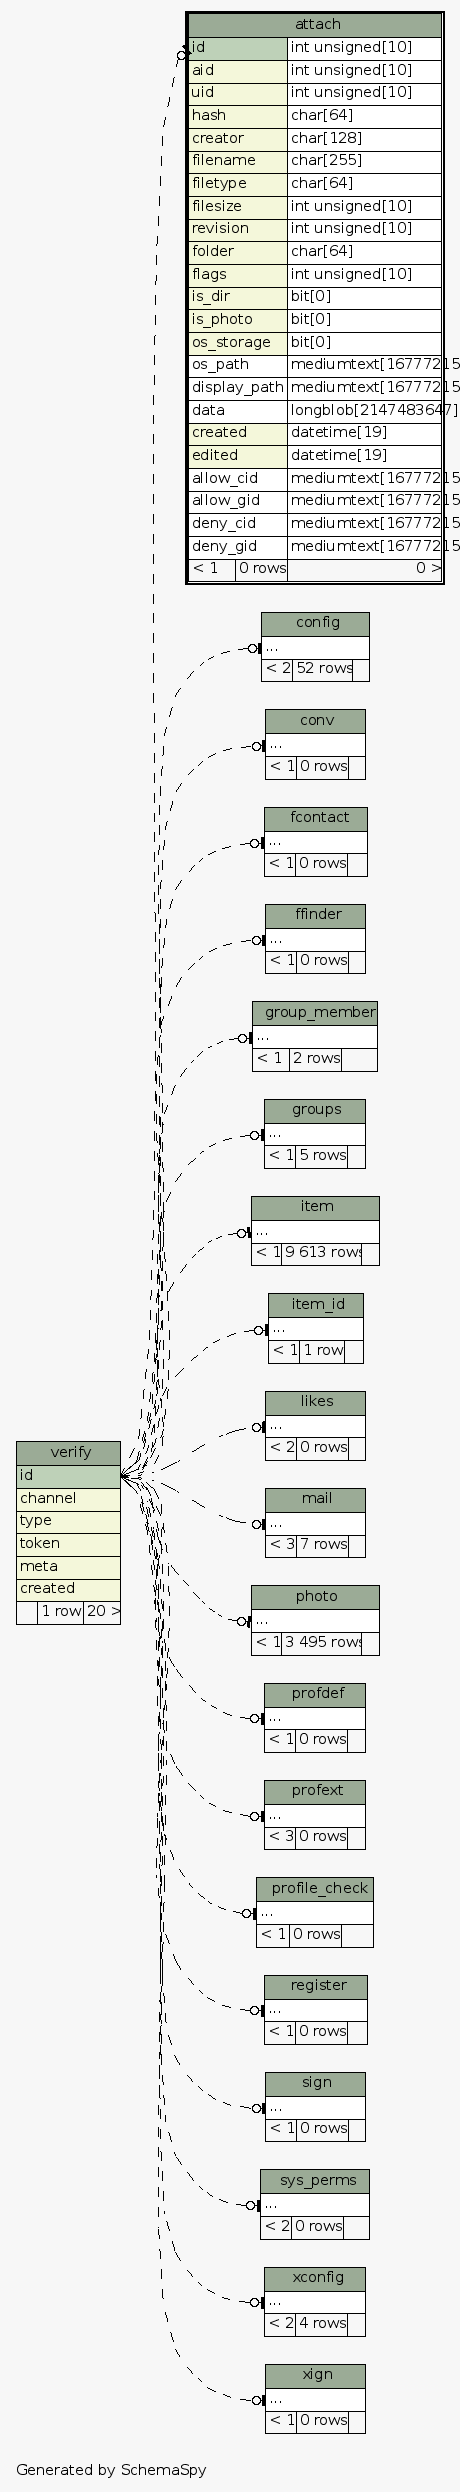 attach
id int unsigned[10]
aid int unsigned[10]
uid int unsigned[10]
hash char[64]
creator char[128]
filename char[255]
filetype char[64]
filesize int unsigned[10]
revision int unsigned[10]
folder char[64]
flags int unsigned[10]
is_dir bit[0]
is_photo bit[0]
os_storage bit[0]
os_path mediumtext[16777215
display_path mediumtext[16777215
data longblob[2147483647]
created datetime[19]
edited datetime[19]
allow_cid mediumtext[16777215
allow_gid mediumtext[16777215
deny_cid mediumtext[16777215
deny_gid mediumtext[16777215
< 1 0 rows 0 >
config
...
< 2 52 rows
conv
...
< 1 0 rows
fcontact
...
< 1 0 rows
ffinder
...
< 1 0 rows
group_member
...
< 1 2 rows
groups
...
< 1 5 rows
item
...
< 1 9 613 rows
item_id
...
< 1 1 row
likes
...
< 2 0 rows
verify
id
channel
type
token
meta
created
1 row 20 >
mail
...
< 3 7 rows
photo
...
< 1 3 495 rows
profdef
...
< 1 0 rows
profext
...
< 3 0 rows
profile_check
...
< 1 0 rows
register
...
< 1 0 rows
sign
...
< 1 0 rows
sys_perms
...
< 2 0 rows
xconfig
...
< 2 4 rows
xign
...
< 1 0 rows
Generated by SchemaSpy